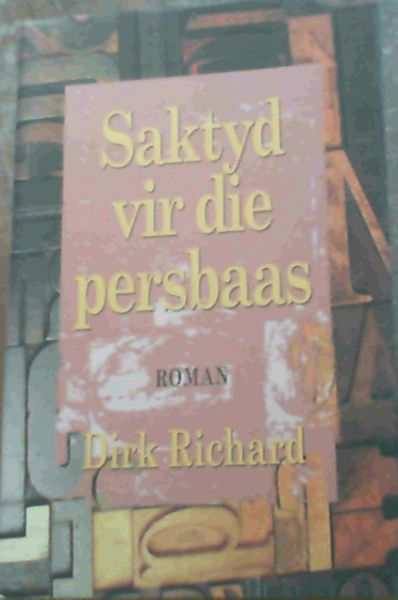 Saktyd
vir die
persbaas
ROMAN
Dirk Richard